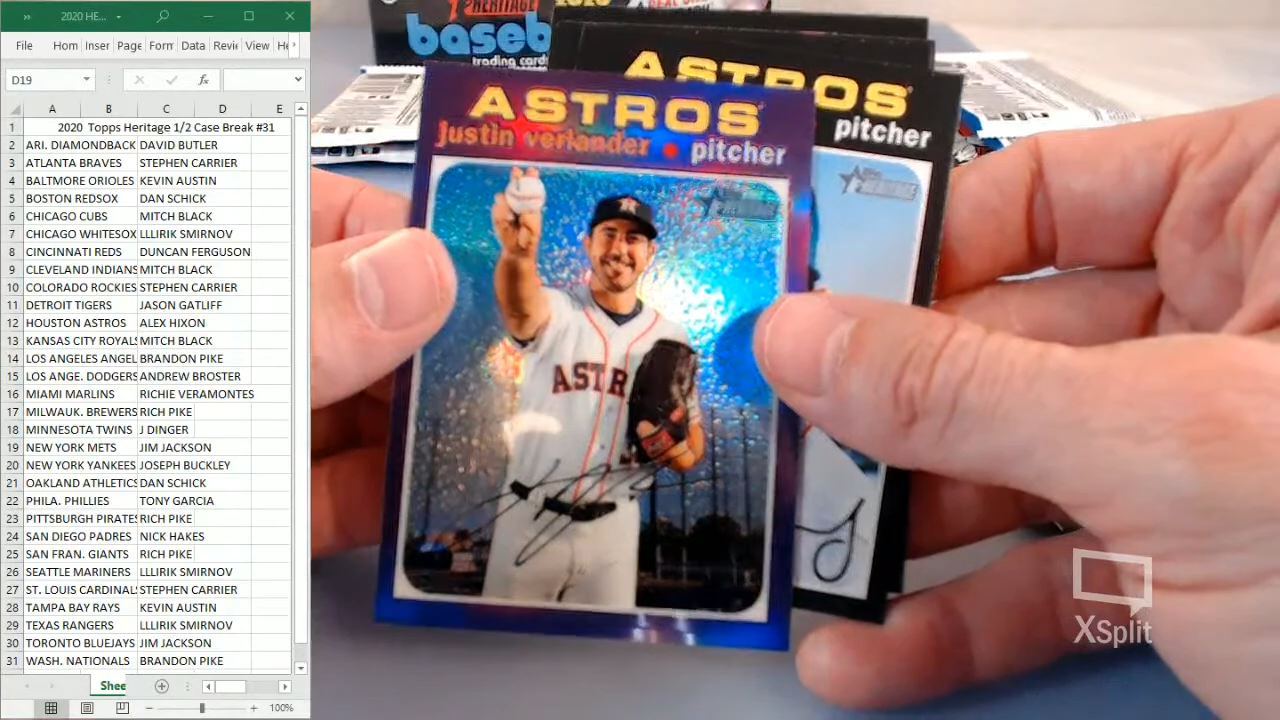 2020 HE...
File Hom Inser Page Forn Data Revie View He
D19
fx
A B C D E
1 2020 Topps Heritage 1/2 Case Break #31
2 ARI. DIAMONDBACK DAVID UTLEY
3 ATLANTA BRAVES STEPHEN CARRIER
4 BALTMORE ORIOLES KEVIN AUSTIN
5 BOSTON REDSOX DAN SCHICK
6 CHICAGO CUBS MITCH BLACK
7 CHICAGO WHITESOX LLLIRIK SMIRNOV
8 CINCINNATI REDS DUNCAN FERGUSON
9 CLEVELAND INDIANS MITCH BLACK
10 COLORADO ROCKIES STEPHEN CARRIER
11 DETROIT TIGERS JASON GATLIFF
12 HOUSTON ASTROS ALEX HIXON
13 KANSAS CITY ROYALS MITCH BLACK
14 LOS ANGELES ANGEL BRANDON PIKE
15 LOS ANGE. DODGERS ANDREW BROSTER
16 MIAMI MARLINS RICHIE VERAMONTES
17 MILWAUK. BREWERS RICH PIKE
18 MINNESOTA TWINS J DINGER
19 NEW YORK METS JIM JACKSON
20 NEW YORK YANKEES JOSEPH BUCKLEY
21 OAKLAND ATHLETICS DAN SCHICK
22 PHILA. PHILLIES TONY GARCIA
23 PITTSBURGH PIRATES RICH PIKE
24 SAN DIEGO PADRES NICK HAKES
25 SAN FRAN. GIANTS RICH PIKE
26 SEATTLE MARINERS LLLIRIK SMIRNOV
27 ST. LOUIS CARDINAL STEPHEN CARRIER
28 TAMPA BAY RAYS KEVIN AUSTIN
29 TEXAS RANGERS LLLIRIK SMIRNOV
30 TORONTO BLUEJAYS JIM JACKSON
31 WASH. NATIONALS BRANDON PIKE
Shee
100%
HERITAGE
baseb
trading card
ASTROS
pitcher
HERITAGE
ASTROS
justin verlander • pitcher
ASTR
XSplit